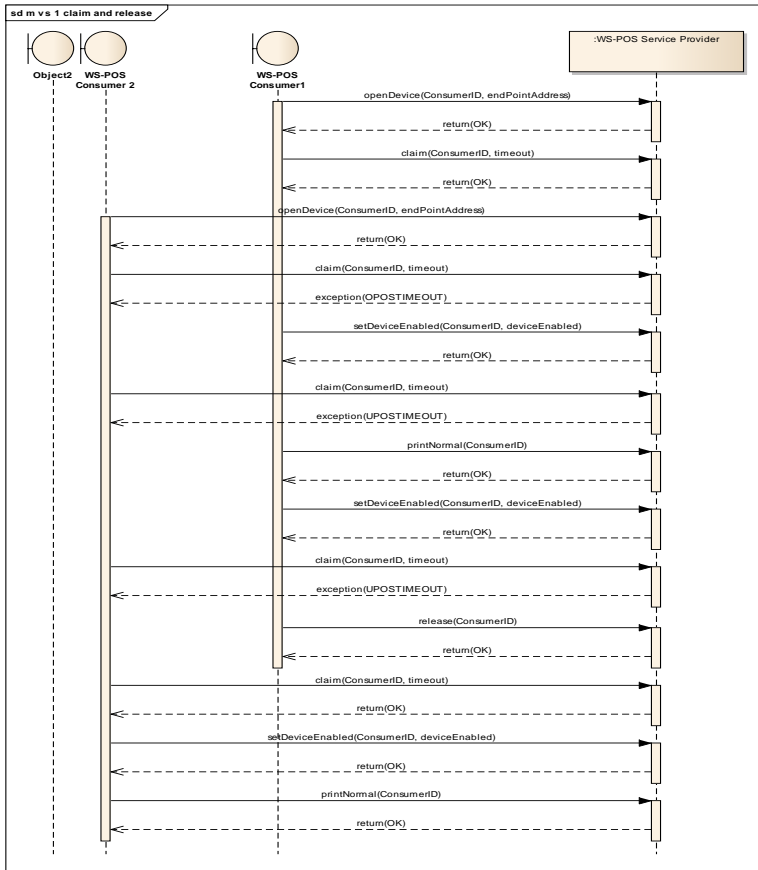 sd m vs 1 claim and release
Object2
WS-POS
Consumer 2
WS-POS
Consumer1
:WS-POS Service Provider
openDevice(ConsumerID, endPointAddress)
return(OK)
claim(ConsumerID, timeout)
return(OK)
openDevice(ConsumerID, endPointAddress)
return(OK)
claim(ConsumerID, timeout)
exception(OPOSTIMEOUT)
setDeviceEnabled(ConsumerID, deviceEnabled)
return(OK)
claim(ConsumerID, timeout)
exception(UPOSTIMEOUT)
printNormal(ConsumerID)
return(OK)
setDeviceEnabled(ConsumerID, deviceEnabled)
return(OK)
claim(ConsumerID, timeout)
exception(UPOSTIMEOUT)
release(ConsumerID)
return(OK)
claim(ConsumerID, timeout)
return(OK)
setDeviceEnabled(ConsumerID, deviceEnabled)
return(OK)
printNormal(ConsumerID)
return(OK)